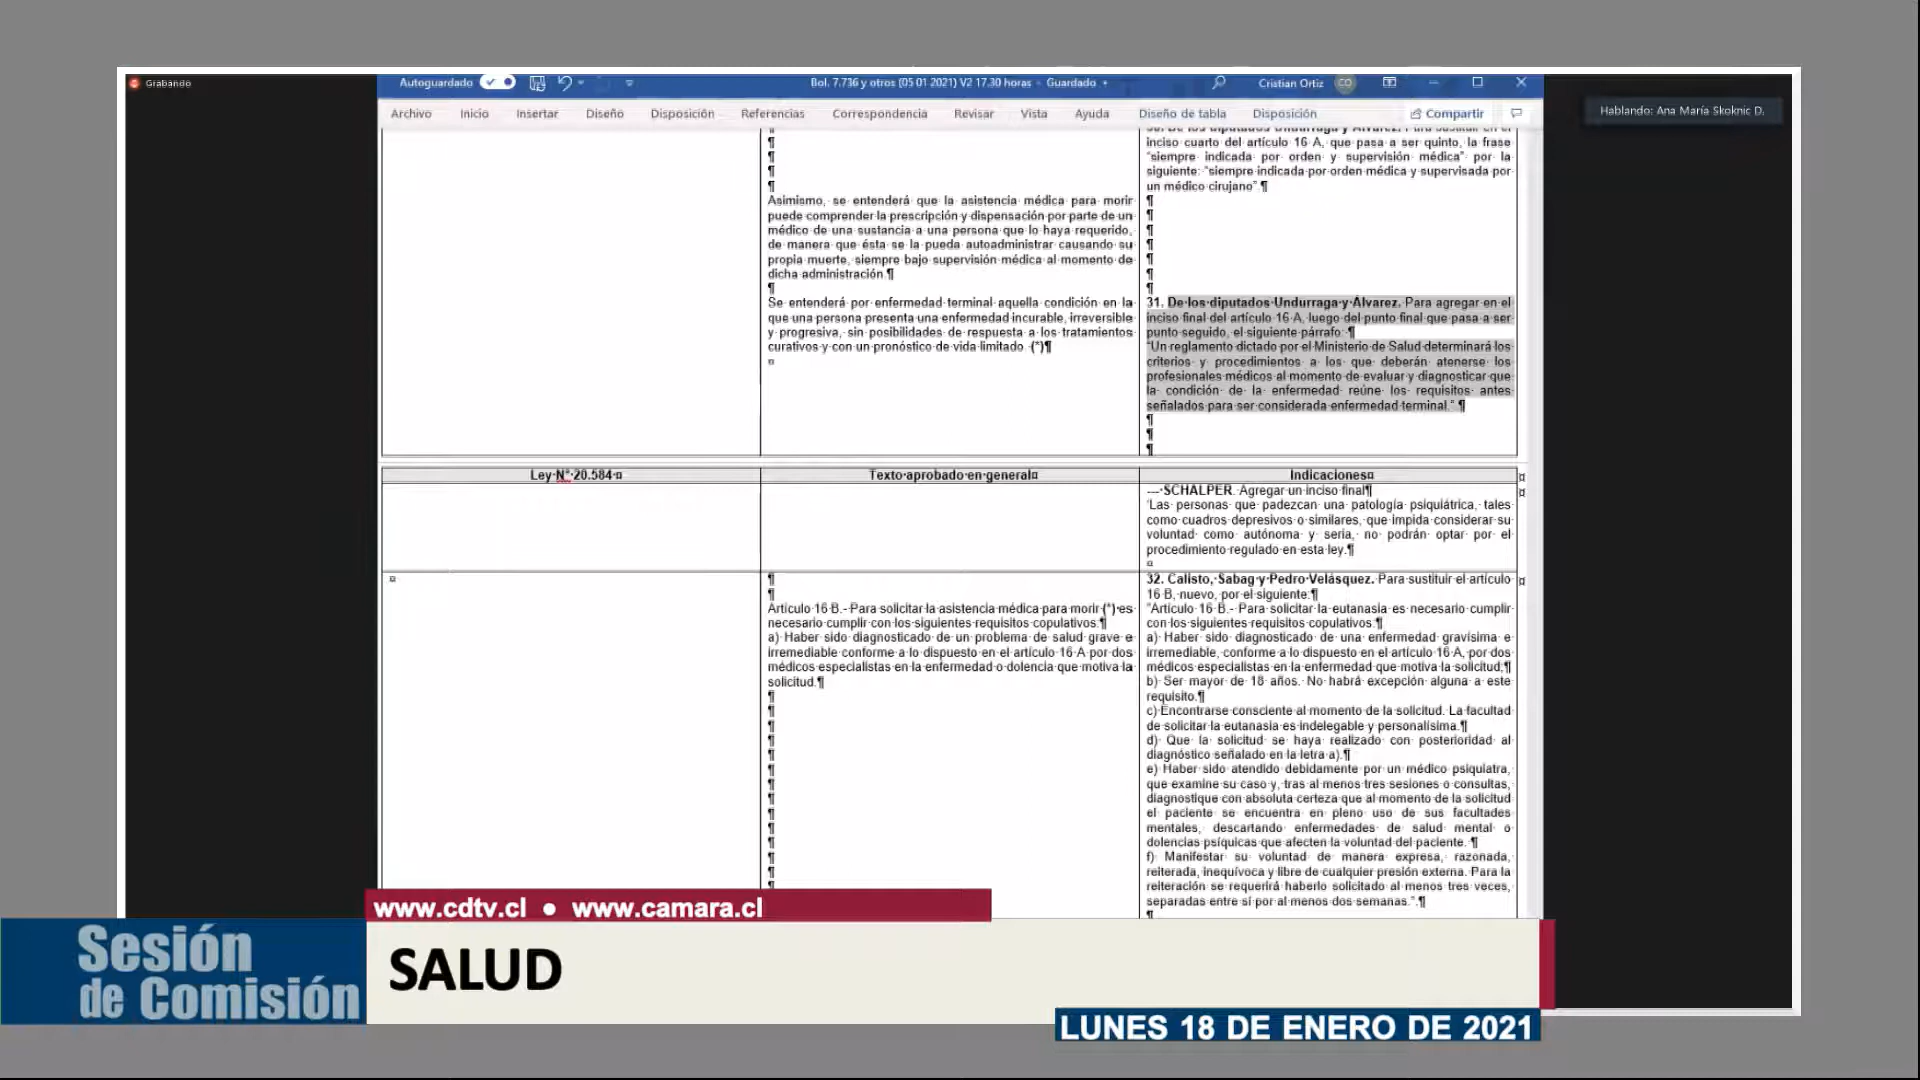 Grabando
Autoguardado
Bol. 7.736 y otros (05 01 2021) V2 17.30 horas - Guardado
Cristian Ortiz
CO
Archivo Inicio Insertar Diseño Disposición Referencias Correspondencia Revisar Vista Ayuda Diseño de tabla Disposición Compartir
Hablando: Ana María Skoknic D.
Asimismo, se entenderá que la asistencia médica para morir
puede comprender la prescripción y dispensación por parte de un
médico de una sustancia a una persona que lo haya requerido,
de manera que ésta se la pueda autoadministrar causando su
propia muerte, siempre bajo supervisión médica al momento de
dicha administración.¶
Se entenderá por enfermedad terminal aquella condición en la
que una persona presenta una enfermedad incurable, irreversible
y progresiva, sin posibilidades de respuesta a los tratamientos
curativos y con un pronóstico de vida limitado. (*)¶
De los diputados Undurraga y Álvarez. Para sustituir en el
inciso cuarto del artículo 16 A, que pasa a ser quinto, la frase
"siempre indicada por orden y supervisión médica" por la
siguiente: "siempre indicada por orden médica y supervisada por
un médico cirujano".¶
31. De los diputados Undurraga y Álvarez. Para agregar en el
inciso final del artículo 16 A, luego del punto final que pasa a ser
punto seguido, el siguiente párrafo: ¶
"Un reglamento dictado por el Ministerio de Salud determinará los
criterios y procedimientos a los que deberán atenerse los
profesionales médicos al momento de evaluar y diagnosticar que
la condición de la enfermedad reúne los requisitos antes
señalados para ser considerada enfermedad terminal." ¶
Ley N° 20.584
Texto aprobado en general
Indicaciones
--- SCHALPER. Agregar un inciso final¶
"Las personas que padezcan una patología psiquiátrica, tales
como cuadros depresivos o similares, que impida considerar su
voluntad como autónoma y seria, no podrán optar por el
procedimiento regulado en esta ley.¶
Artículo 16 B.- Para solicitar la asistencia médica para morir (*) es
necesario cumplir con los siguientes requisitos copulativos:¶
a) Haber sido diagnosticado de un problema de salud grave e
irremediable conforme a lo dispuesto en el artículo 16 A por dos
médicos especialistas en la enfermedad o dolencia que motiva la
solicitud.¶
32. Calisto, Sabag y Pedro Velásquez. Para sustituir el artículo
16 B, nuevo, por el siguiente:¶
"Artículo 16 B.- Para solicitar la eutanasia es necesario cumplir
con los siguientes requisitos copulativos:¶
a) Haber sido diagnosticado de una enfermedad gravísima e
irremediable, conforme a lo dispuesto en el artículo 16 A, por dos
médicos especialistas en la enfermedad que motiva la solicitud;¶
b) Ser mayor de 18 años. No habrá excepción alguna a este
requisito.¶
c) Encontrarse consciente al momento de la solicitud. La facultad
de solicitar la eutanasia es indelegable y personalísima.¶
d) Que la solicitud se haya realizado con posterioridad al
diagnóstico señalado en la letra a).¶
e) Haber sido atendido debidamente por un médico psiquiatra,
que examine su caso y, tras al menos tres sesiones o consultas,
diagnostique con absoluta certeza que al momento de la solicitud
el paciente se encuentra en pleno uso de sus facultades
mentales, descartando enfermedades de salud mental o
dolencias psíquicas que afecten la voluntad del paciente. ¶
f) Manifestar su voluntad de manera expresa, razonada,
reiterada, inequívoca y libre de cualquier presión externa. Para la
reiteración se requerirá haberlo solicitado al menos tres veces,
separadas entre sí por al menos dos semanas.".¶
www.cdtv.cl • www.camara.cl
Sesión
de Comisión
SALUD
LUNES 18 DE ENERO DE 2021